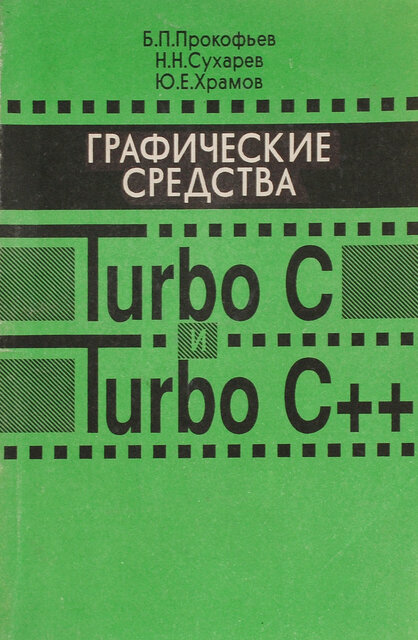 Б.П.Прокофьев
Н.Н.Сухарев
Ю.Е.Храмов
ГРАФИЧЕСКИЕ
СРЕДСТВА
Turbo C
и
Turbo C++